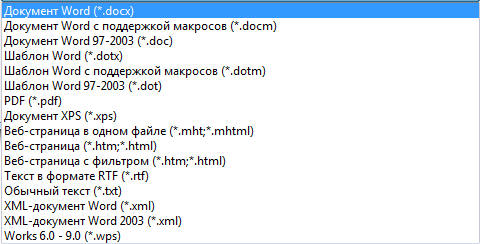 Документ Word (*.docx)
Документ Word с поддержкой макросов (*.docm)
Документ Word 97-2003 (*.doc)
Шаблон Word (*.dotx)
Шаблон Word с поддержкой макросов (*.dotm)
Шаблон Word 97-2003 (*.dot)
PDF (*.pdf)
Документ XPS (*.xps)
Веб-страница в одном файле (*.mht;*.mhtml)
Веб-страница (*.htm;*.html)
Веб-страница с фильтром (*.htm;*.html)
Текст в формате RTF (*.rtf)
Обычный текст (*.txt)
XML-документ Word (*.xml)
XML-документ Word 2003 (*.xml)
Works 6.0 - 9.0 (*.wps)